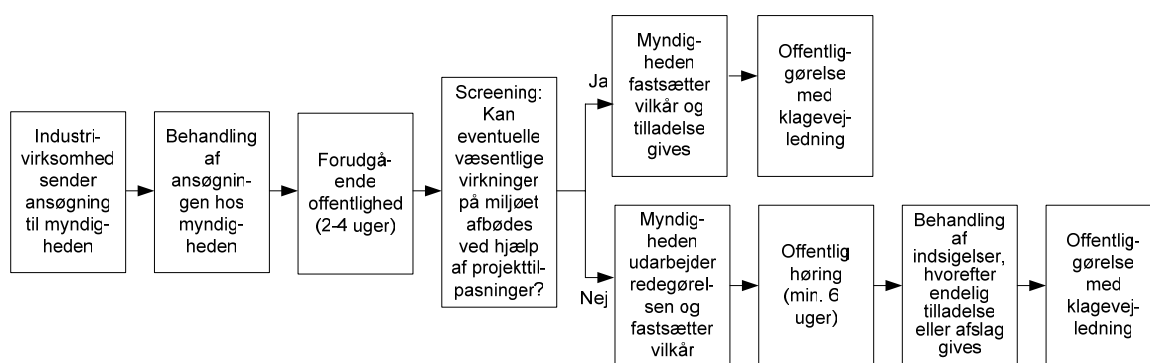 Industri-
virksomhed
sender
ansøgning
til myndig-
heden
Behandling
af
ansøgnin-
gen hos
myndig-
heden
Forudgå-
ende
offentlighed
(2-4 uger)
Screening:
Kan
eventuelle
væsentlige
virkninger
på miljøet
afbødes
ved hjælp
af projekttil-
pasninger?
Ja
Myndig-
heden
fastsætter
vilkår og
tilladelse
gives
Offentlig-
gørelse
med
klagevej-
ledning
Nej
Myndig-
heden
udarbejder
redegørel-
sen og
fastsætter
vilkår
Offentlig
høring
(min. 6
uger)
Behandling
af
indsigelser,
hvorefter
endelig
tilladelse
eller afslag
gives
Offentlig-
gørelse
med
klagevej-
ledning